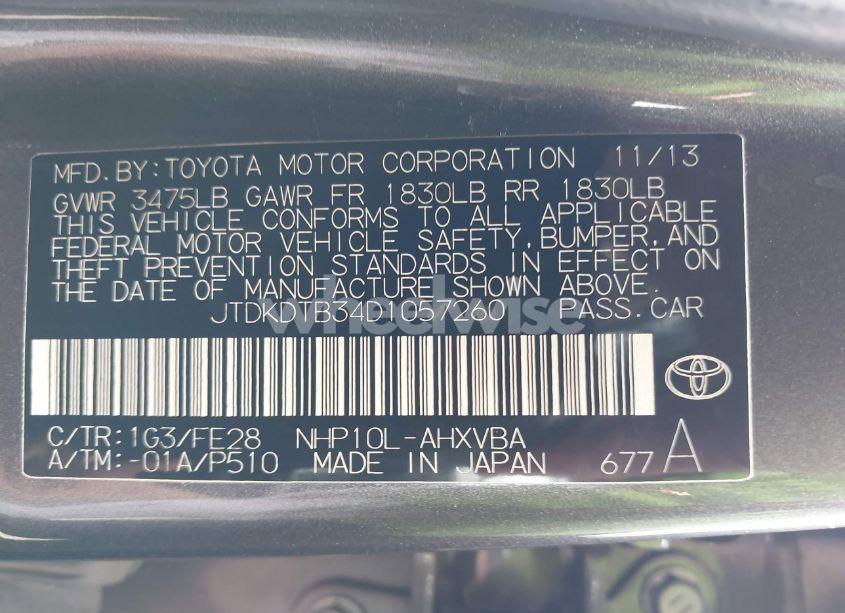 MFD. BY: TOYOTA MOTOR CORPORATION 11/13
GVWR 3475LB GAWR FR 1830LB RR 1830LB
THIS VEHICLE CONFORMS TO ALL APPLICABLE
FEDERAL MOTOR VEHICLE SAFETY, BUMPER, AND
THEFT PREVENTION STANDARDS IN EFFECT ON
THE DATE OF MANUFACTURE SHOWN ABOVE.
JTDKDTB34D1057260 PASS. CAR
wheelwise
C/TR: 1G3/FE28 NHP10L-AHXVBA
A/TM: -01A/P510 MADE IN JAPAN 677 A